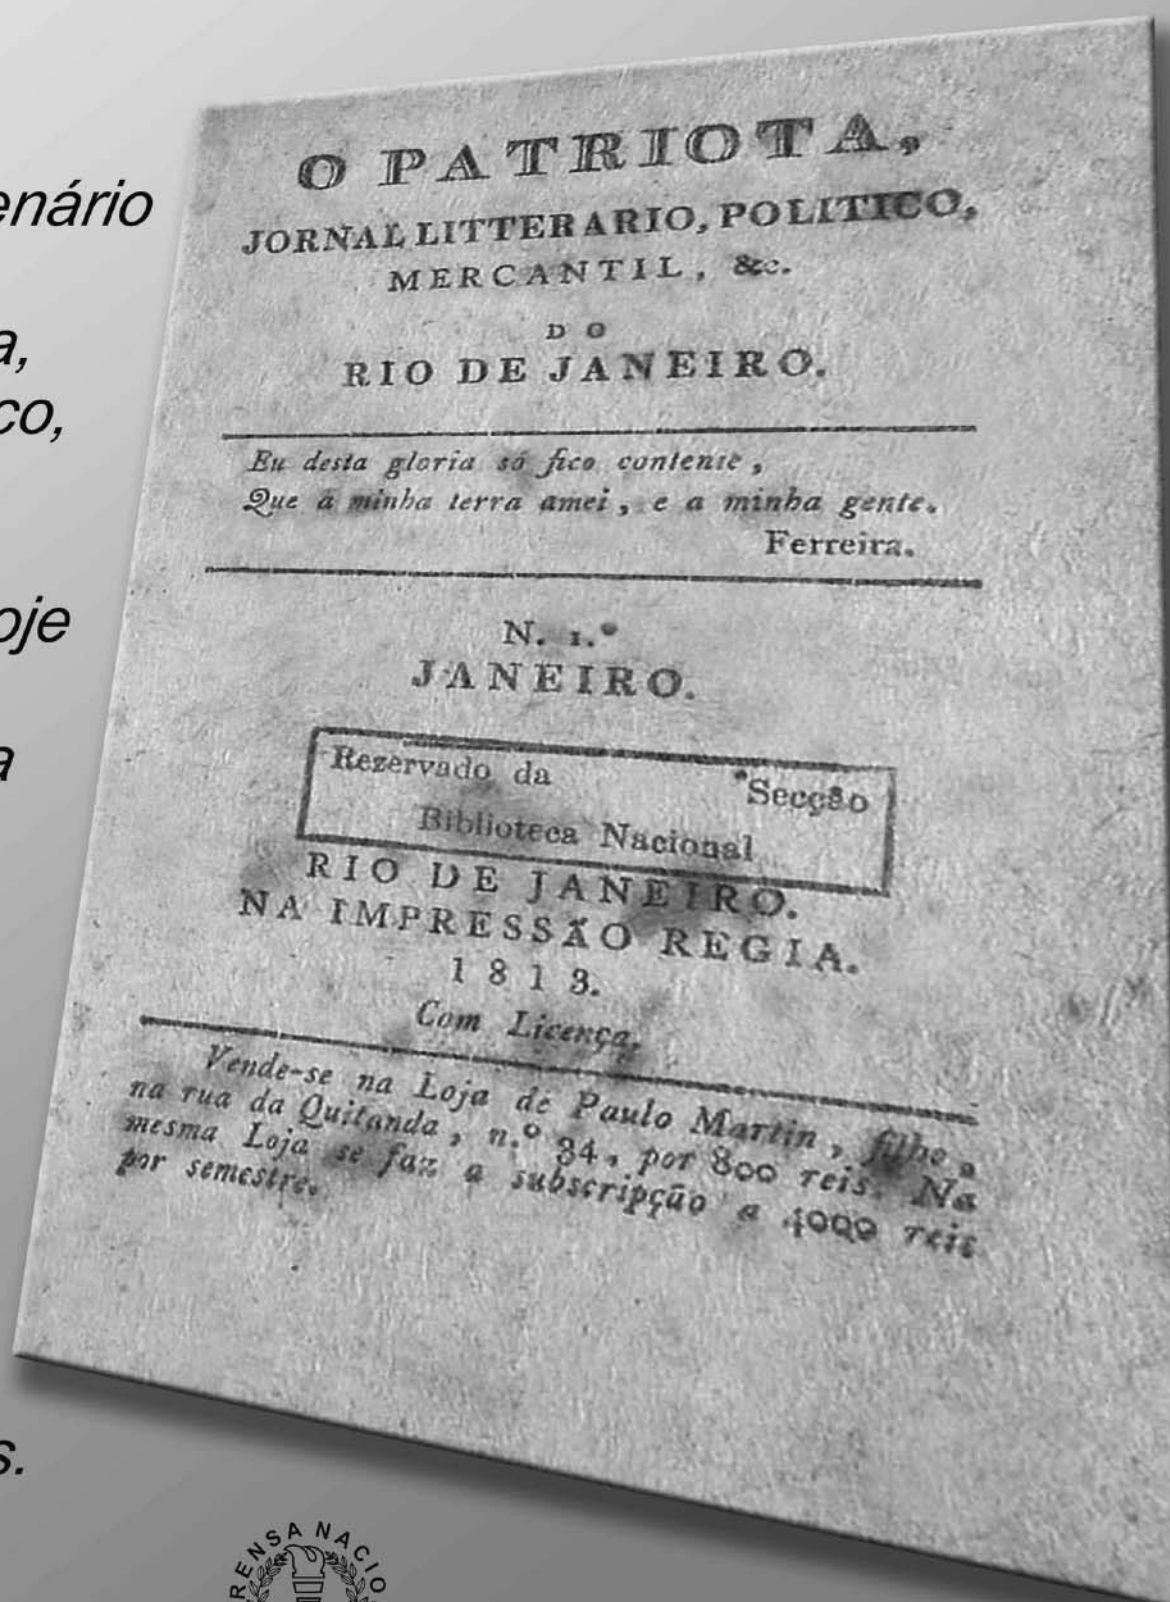 enário
a,
co,
oje
a
s.
O PATRIOTA,
JORNAL LITTERARIO, POLITICO,
MERCANTIL, &c.
DO
RIO DE JANEIRO.
Eu desta gloria só fico contente,
Que a minha terra amei, e a minha gente.
Ferreira.
N. 1.º
JANEIRO.
Rezervado da Secção
Biblioteca Nacional
RIO DE JANEIRO.
NA IMPRESSÃO REGIA.
1813.
Com Licença.
Vende-se na Loja de Paulo Martin, filho,
na rua da Quitanda, n.º 34, por 800 reis. Na
mesma Loja se faz a subscripção a 4000 reis
por semestre.
RENSA NACIO